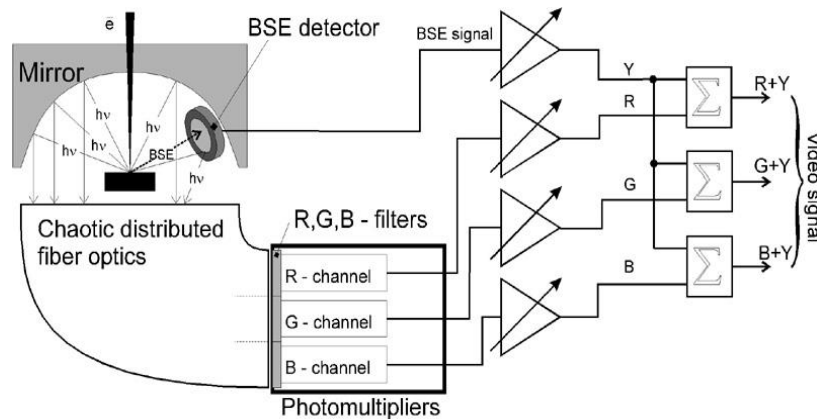 ē
BSE detector
BSE signal
Mirror
Y
R
R+Y
hν
hν
hν
hν
BSE
hν
G
G+Y
Video signal
Chaotic distributed
fiber optics
R,G,B - filters
R - channel
G - channel
B - channel
B
B+Y
Σ
Σ
Σ
Photomultipliers